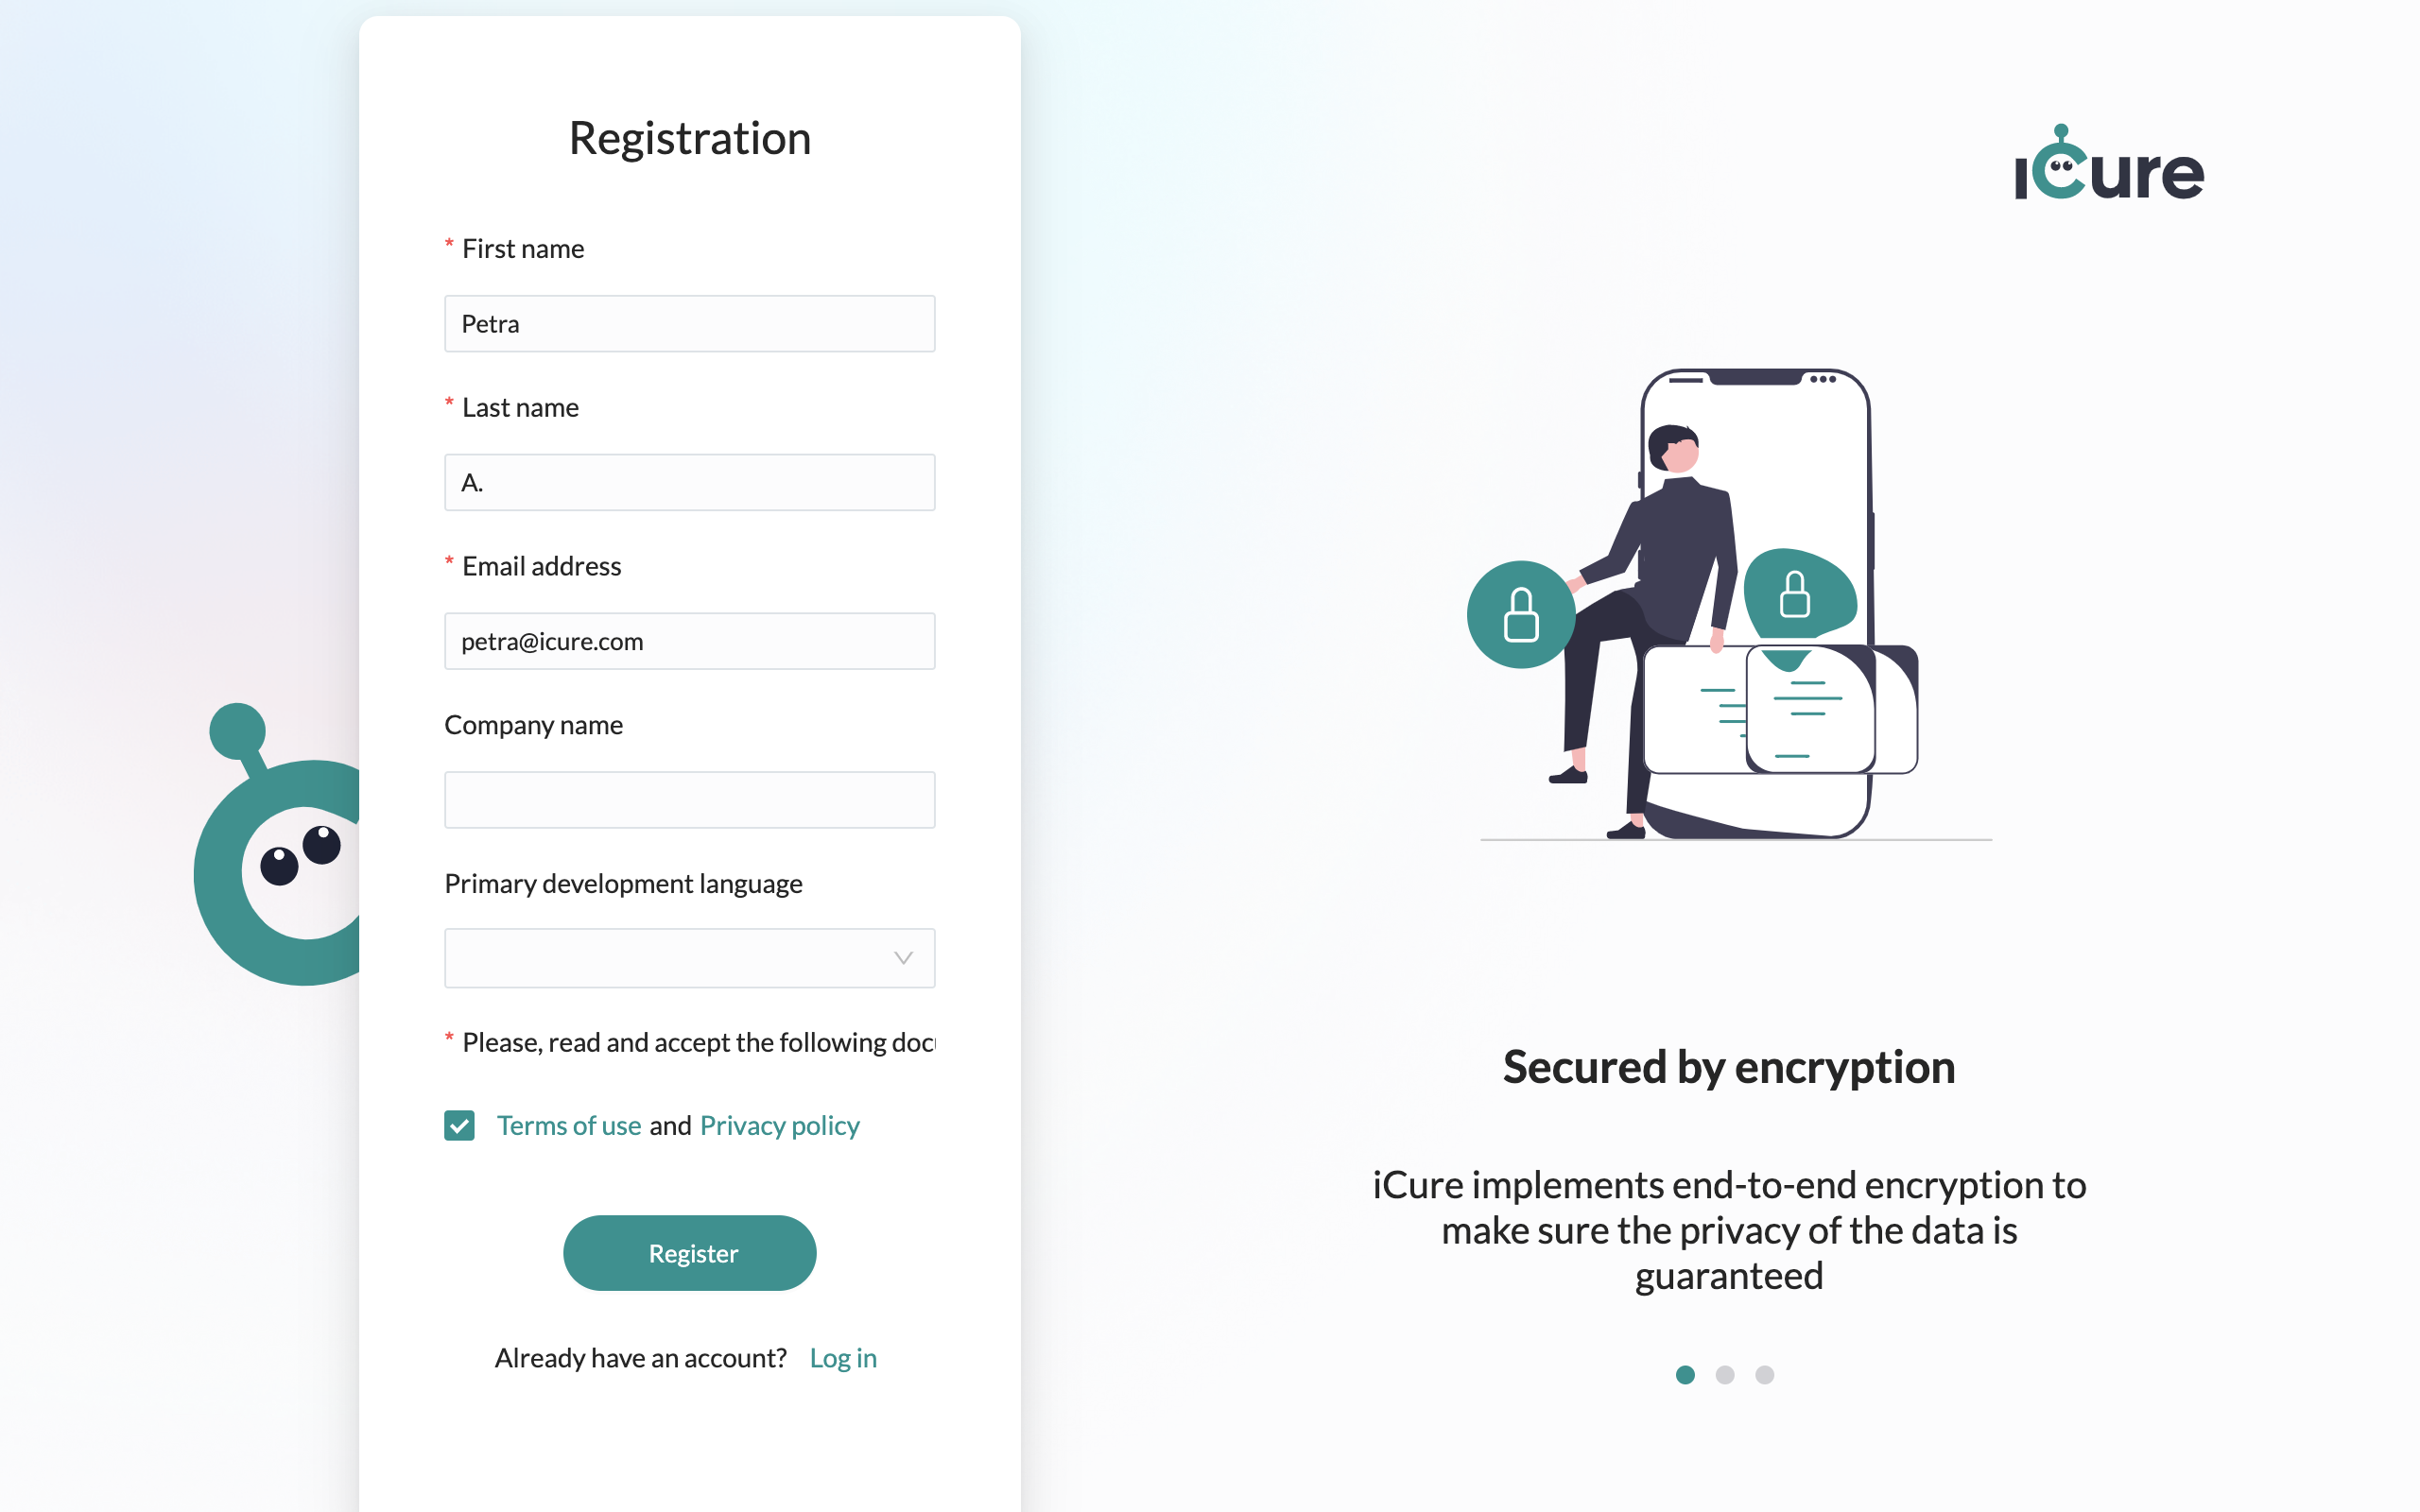 Registration
* First name
Petra
* Last name
A.
* Email address
petra@icure.com
Company name
Primary development language
* Please, read and accept the following
Terms of use and Privacy policy
Register
Already have an account? Log in
iCure
Secured by encryption
iCure implements end-to-end encryption to
make sure the privacy of the data is
guaranteed